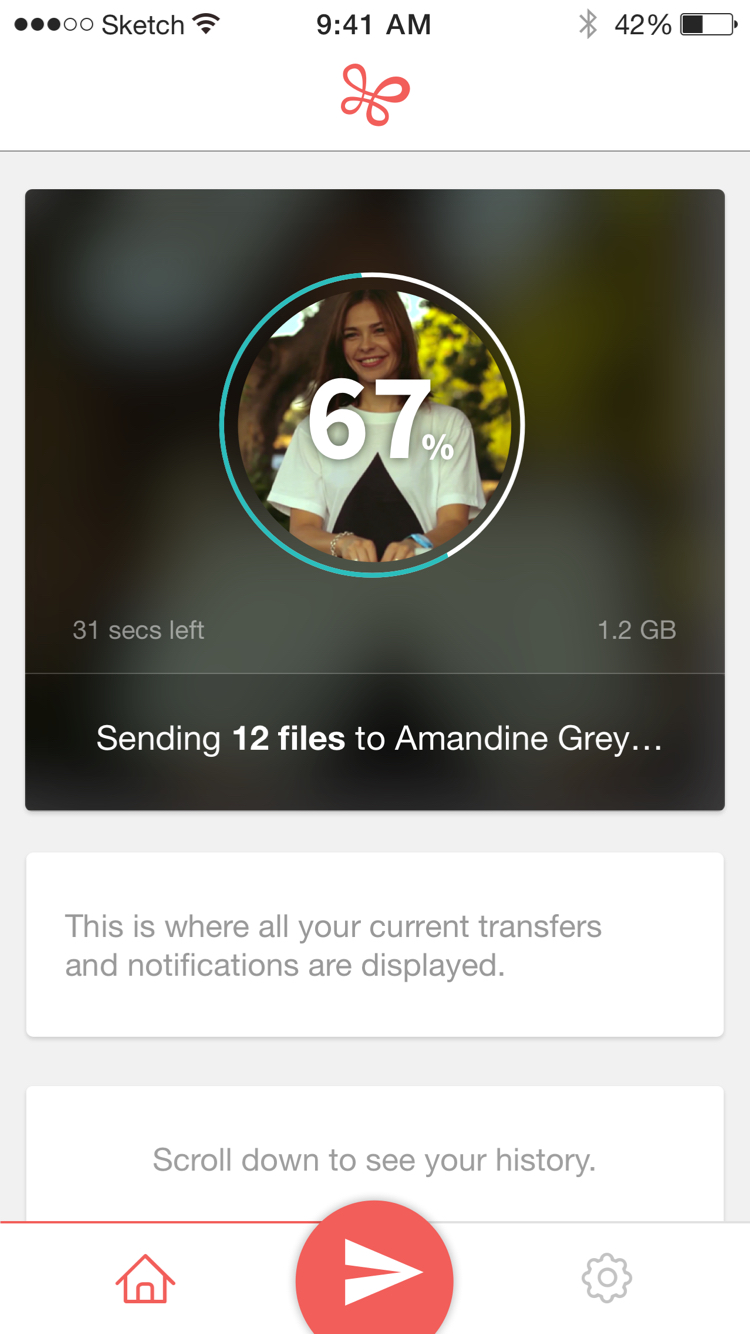 Sketch 9:41 AM 42%
67%
31 secs left 1.2 GB
Sending 12 files to Amandine Grey…
This is where all your current transfers
and notifications are displayed.
Scroll down to see your history.